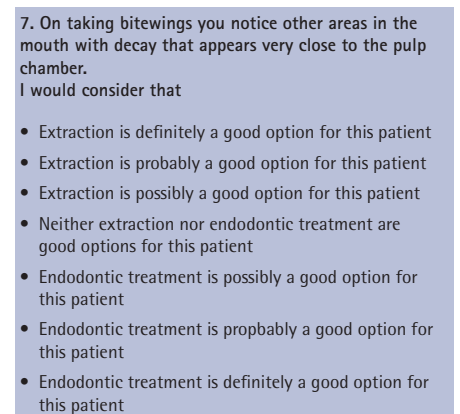 7. On taking bitewings you notice other areas in the
mouth with decay that appears very close to the pulp
chamber.
I would consider that
• Extraction is definitely a good option for this patient
• Extraction is probably a good option for this patient
• Extraction is possibly a good option for this patient
• Neither extraction nor endodontic treatment are
good options for this patient
• Endodontic treatment is possibly a good option for
this patient
• Endodontic treatment is propbably a good option for
this patient
• Endodontic treatment is definitely a good option for
this patient